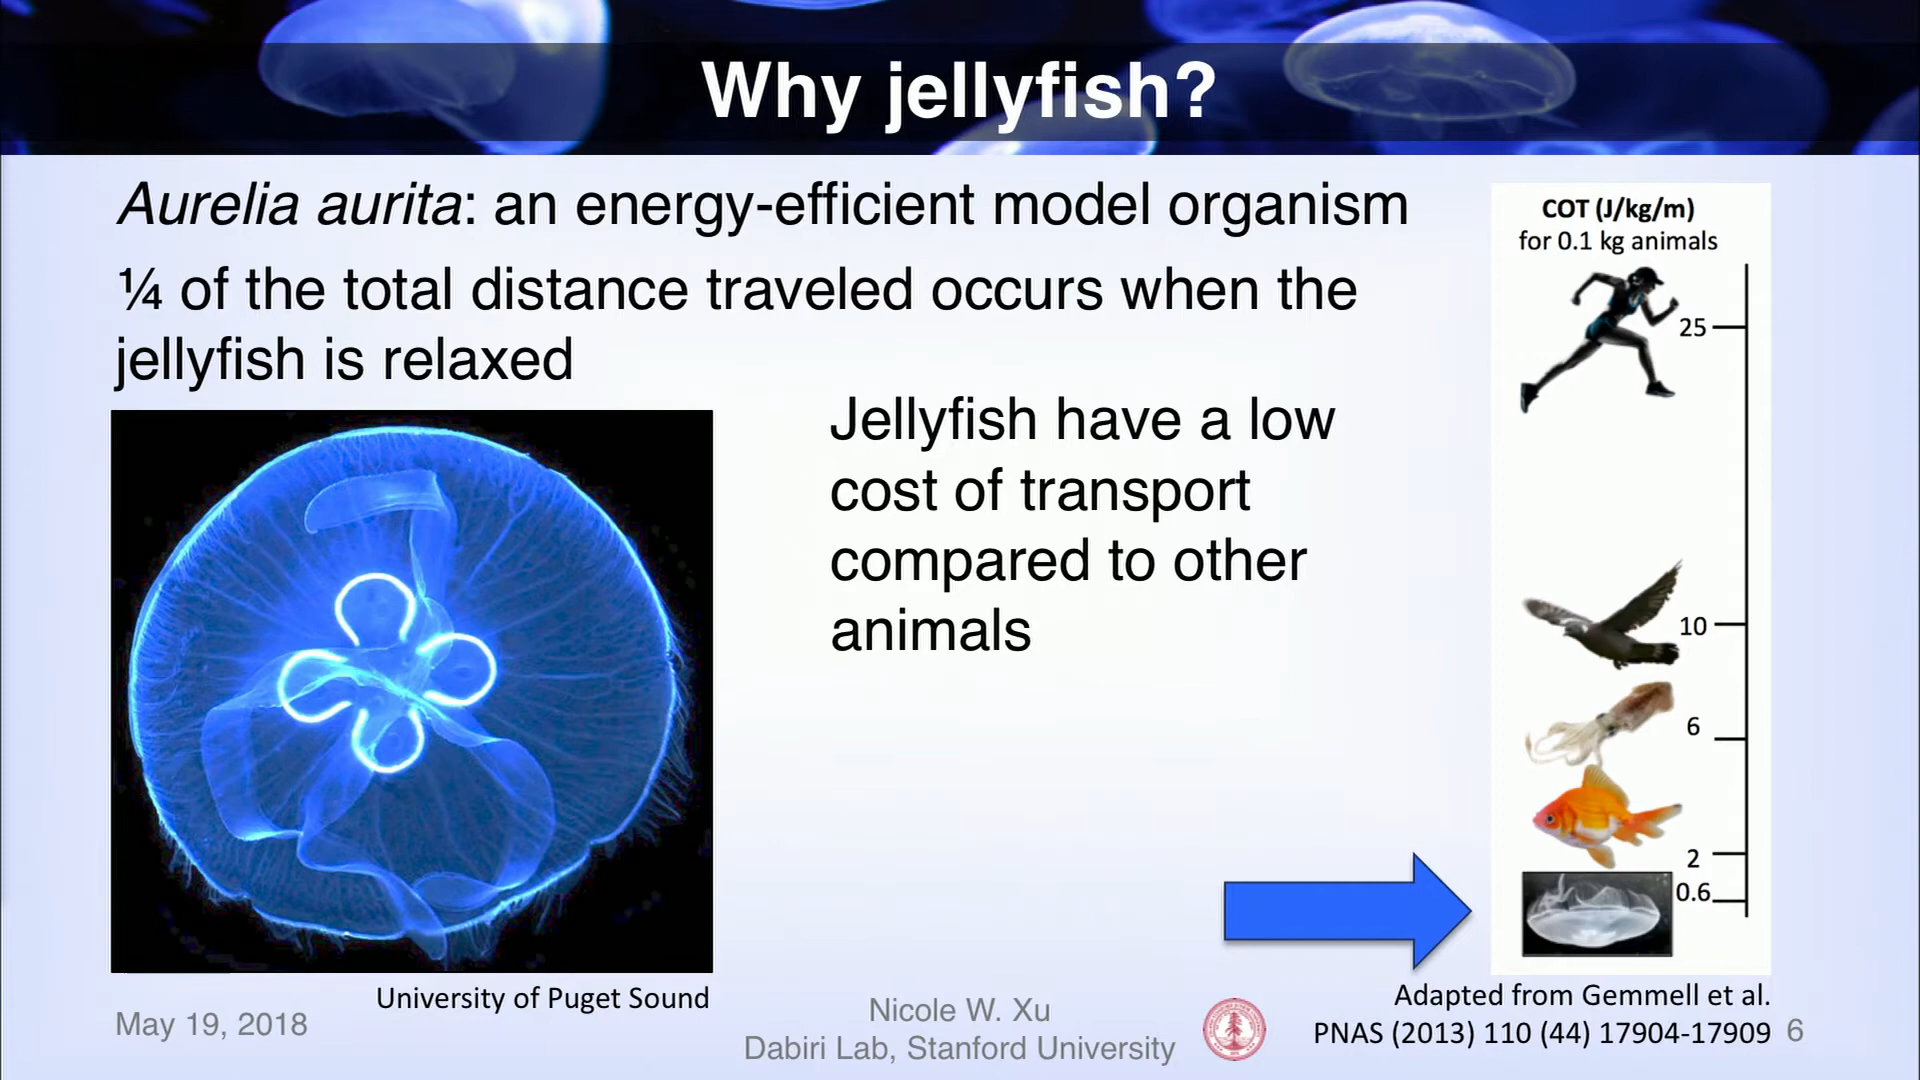 Why jellyfish?
Aurelia aurita: an energy-efficient model organism
¼ of the total distance traveled occurs when the
jellyfish is relaxed
Jellyfish have a low
cost of transport
compared to other
animals
COT (J/kg/m)
for 0.1 kg animals
25
10
6
2
0.6
University of Puget Sound
Adapted from Gemmell et al.
PNAS (2013) 110 (44) 17904-17909
May 19, 2018
Nicole W. Xu
Dabiri Lab, Stanford University
6